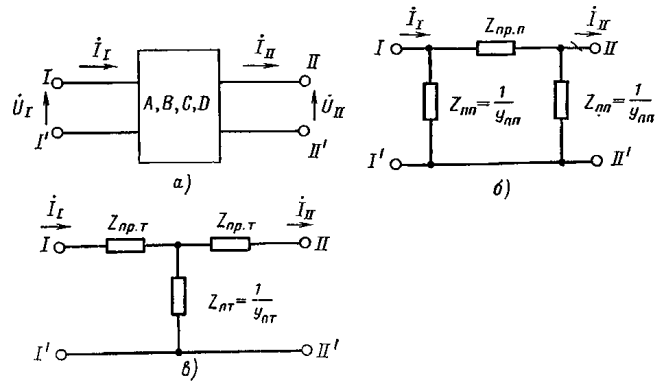 İ_I
İ_II
I
II
A, B, C, D
U̇_I
U̇_II
I'
II'
а)
İ_I
Z_пр.п
İ_II
I
II
Z_пп = 1/y_пп
Z_пп = 1/y_пп
I'
II'
б)
İ_I
Z_пр.т
Z_пр.т
İ_II
I
II
Z_пт = 1/y_пт
I'
II'
в)